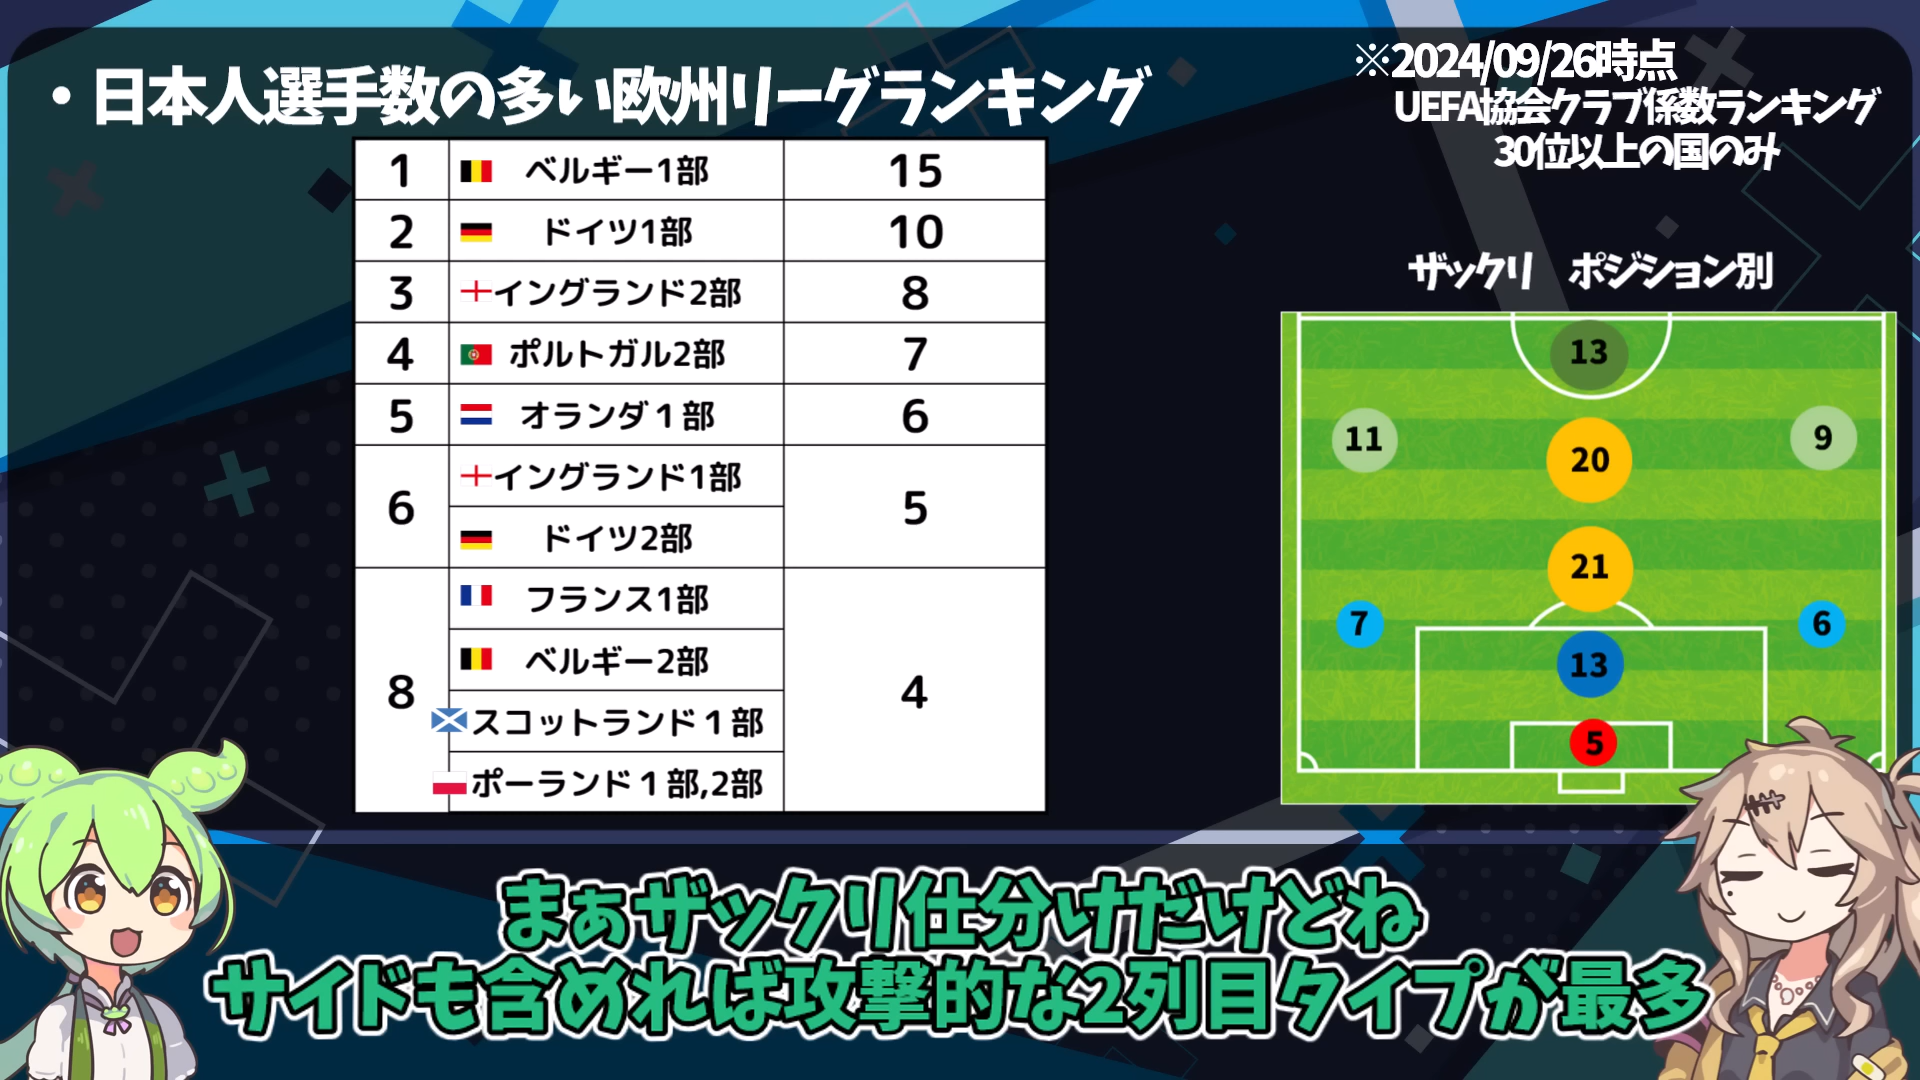 ・日本人選手数の多い欧州リーグランキング
※2024/09/26時点
UEFA協会クラブ係数ランキング
30位以上の国のみ
1 ベルギー1部 15
2 ドイツ1部 10
3 イングランド2部 8
4 ポルトガル2部 7
5 オランダ1部 6
6 イングランド1部 5
ドイツ2部
8 フランス1部 4
ベルギー2部
スコットランド1部
ポーランド1部,2部
ザックリ ポジション別
13
11 20 9
21
7 6
13
5
まぁザックリ仕分けだけどね
サイドも含めれば攻撃的な2列目タイプが最多